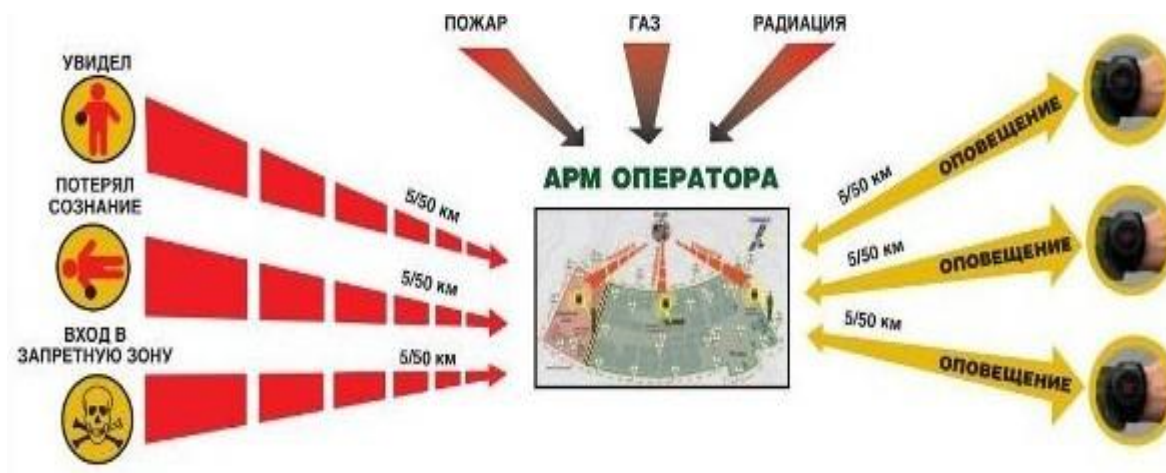 ПОЖАР
ГАЗ
РАДИАЦИЯ
УВИДЕЛ
ПОТЕРЯЛ
СОЗНАНИЕ
ВХОД В
ЗАПРЕТНУЮ ЗОНУ
5/50 км
5/50 км
5/50 км
АРМ ОПЕРАТОРА
5/50 км
ОПОВЕЩЕНИЕ
5/50 км
ОПОВЕЩЕНИЕ
5/50 км
ОПОВЕЩЕНИЕ